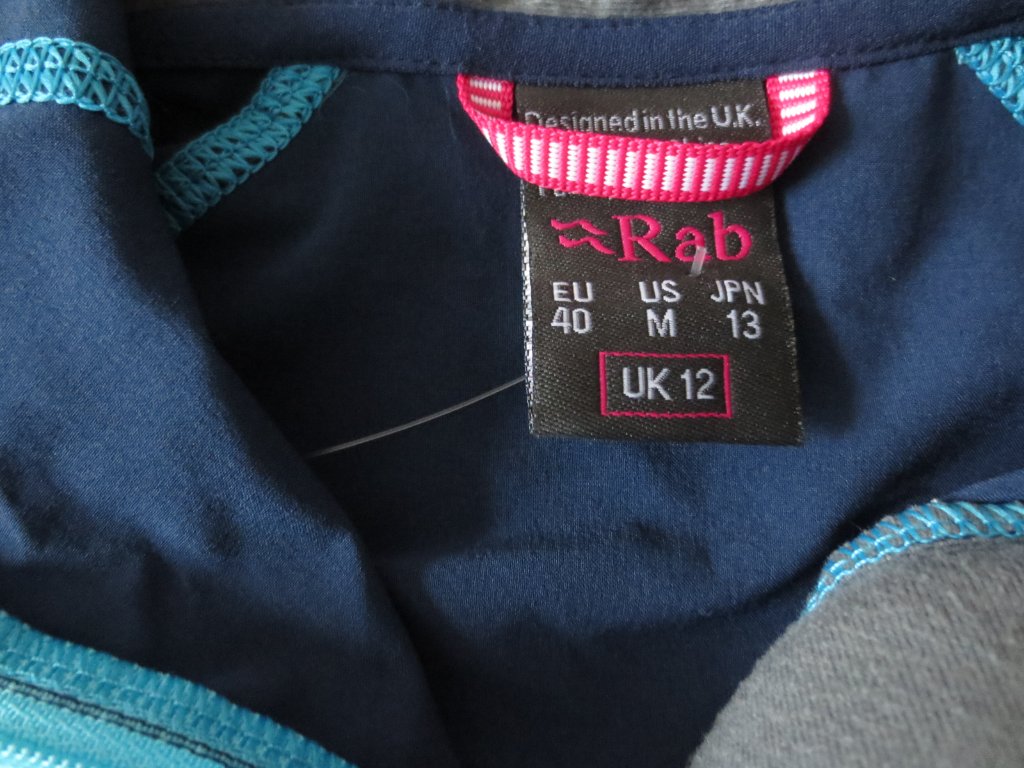 Designed in the U.K.
Rab
EU US JPN
40 M 13
UK 12